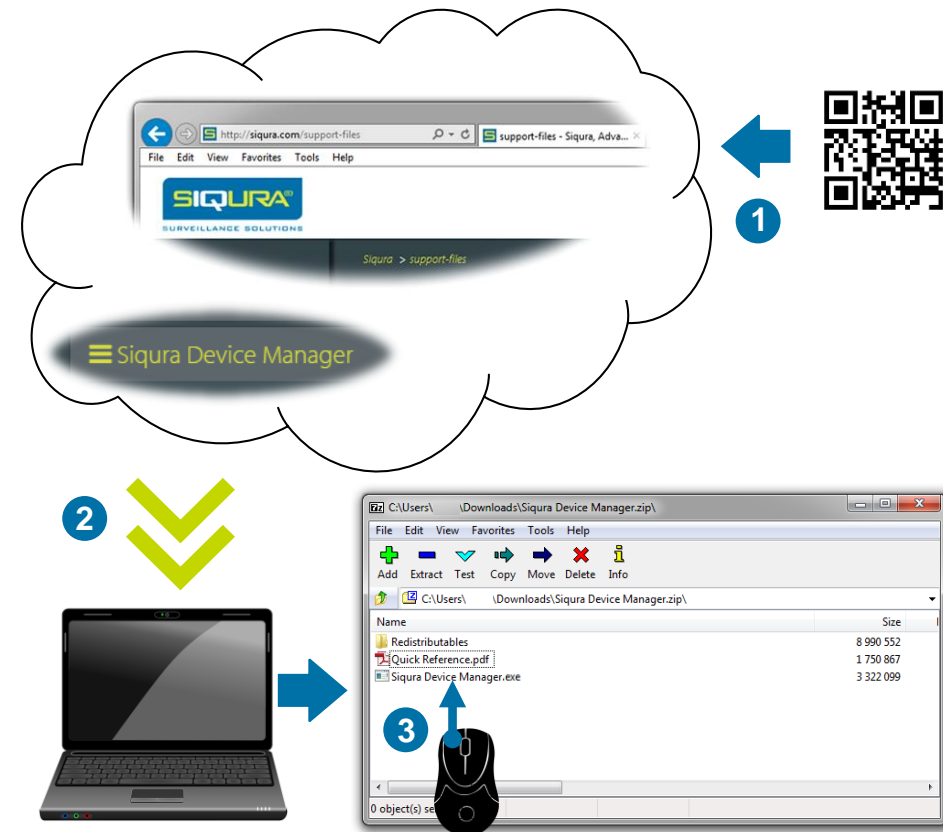 http://siqura.com/support-files
support-files - Siqura, Adva...
File Edit View Favorites Tools Help
SIQURA
SURVEILLANCE SOLUTIONS
Siqura > support-files
1
Siqura Device Manager
2
C:\Users\ \Downloads\Siqura Device Manager.zip\
File Edit View Favorites Tools Help
Add Extract Test Copy Move Delete Info
C:\Users\ \Downloads\Siqura Device Manager.zip\
Name Size
Redistributables 8 990 552
Quick Reference.pdf 1 750 867
Siqura Device Manager.exe 3 322 099
3
0 object(s)